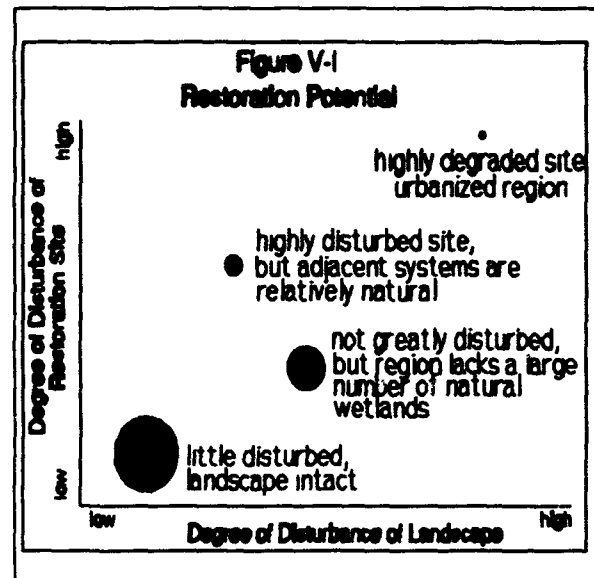 Figure V-I
Restoration Potential
high
highly degraded site
urbanized region
Degree of Disturbance of
Restoration Site
highly disturbed site,
but adjacent systems are
relatively natural
not greatly disturbed,
but region lacks a large
number of natural
wetlands
little disturbed,
landscape intact
low
low
high
Degree of Disturbance of Landscape